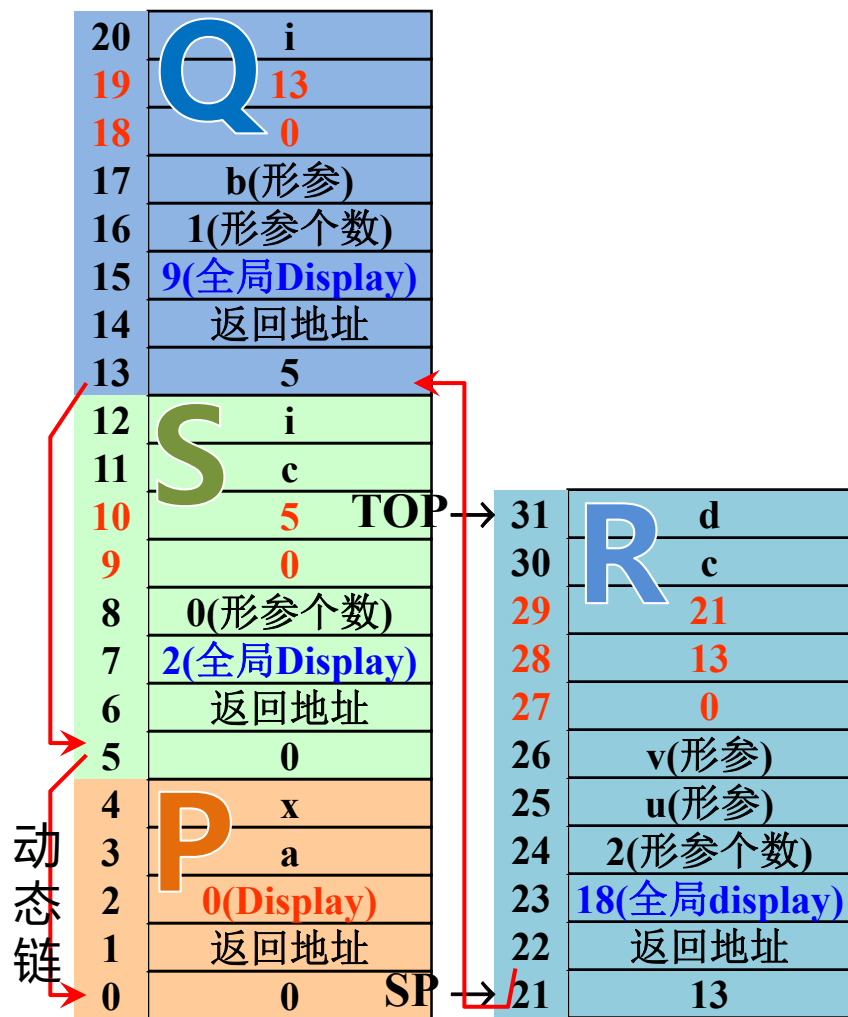 20 i
19 13
18 0
17 b(形参)
16 1(形参个数)
15 9(全局Display)
14 返回地址
13 5
Q
12 i
11 c
10 5
9 0
8 0(形参个数)
7 2(全局Display)
6 返回地址
5 0
S
4 x
3 a
2 0(Display)
1 返回地址
0 0
P
动态链
TOP
31 d
30 c
29 21
28 13
27 0
26 v(形参)
25 u(形参)
24 2(形参个数)
23 18(全局display)
22 返回地址
SP
21 13
R